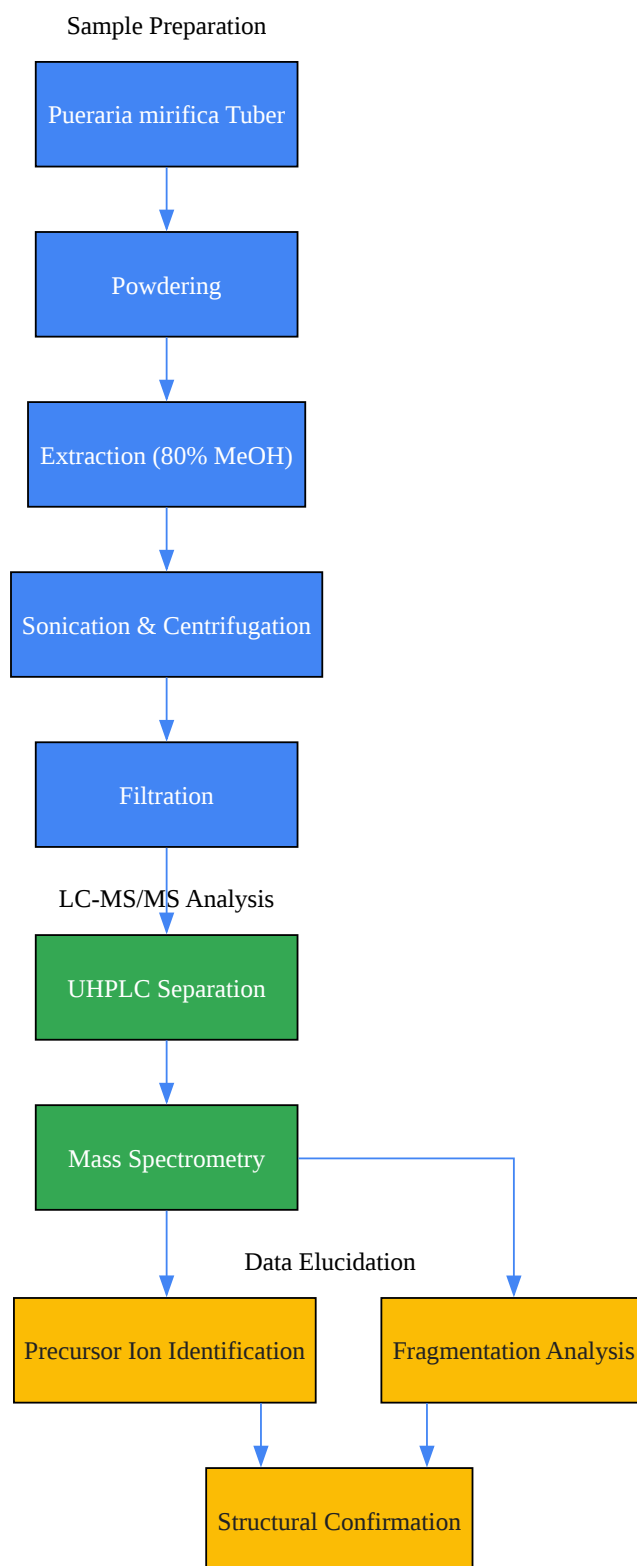 Sample Preparation
Pueraria mirifica Tuber
Powdering
Extraction (80% MeOH)
Sonication & Centrifugation
Filtration
LC-MS/MS Analysis
UHPLC Separation
Mass Spectrometry
Data Elucidation
Precursor Ion Identification
Fragmentation Analysis
Structural Confirmation